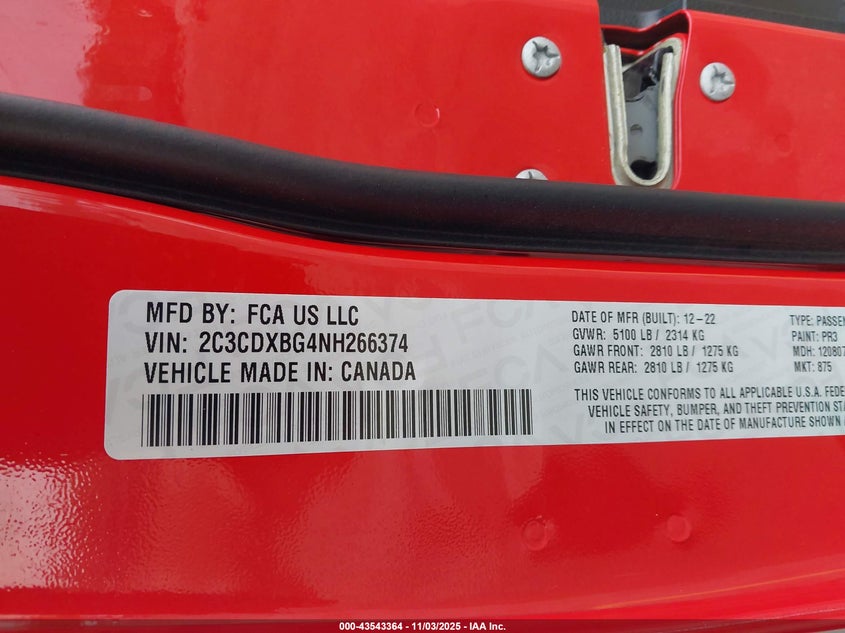 MFD BY: FCA US LLC
VIN: 2C3CDXBG4NH266374
VEHICLE MADE IN: CANADA
DATE OF MFR (BUILT): 12-22
GVWR: 5100 LB / 2314 KG
GAWR FRONT: 2810 LB / 1275 KG
GAWR REAR: 2810 LB / 1275 KG
TYPE: PASSEN
PAINT: PR3
MDH: 120807
MKT: 875
THIS VEHICLE CONFORMS TO ALL APPLICABLE U.S.A. FEDE
VEHICLE SAFETY, BUMPER, AND THEFT PREVENTION STA
IN EFFECT ON THE DATE OF MANUFACTURE SHOWN
000-43543364 - 11/03/2025 - IAA Inc.